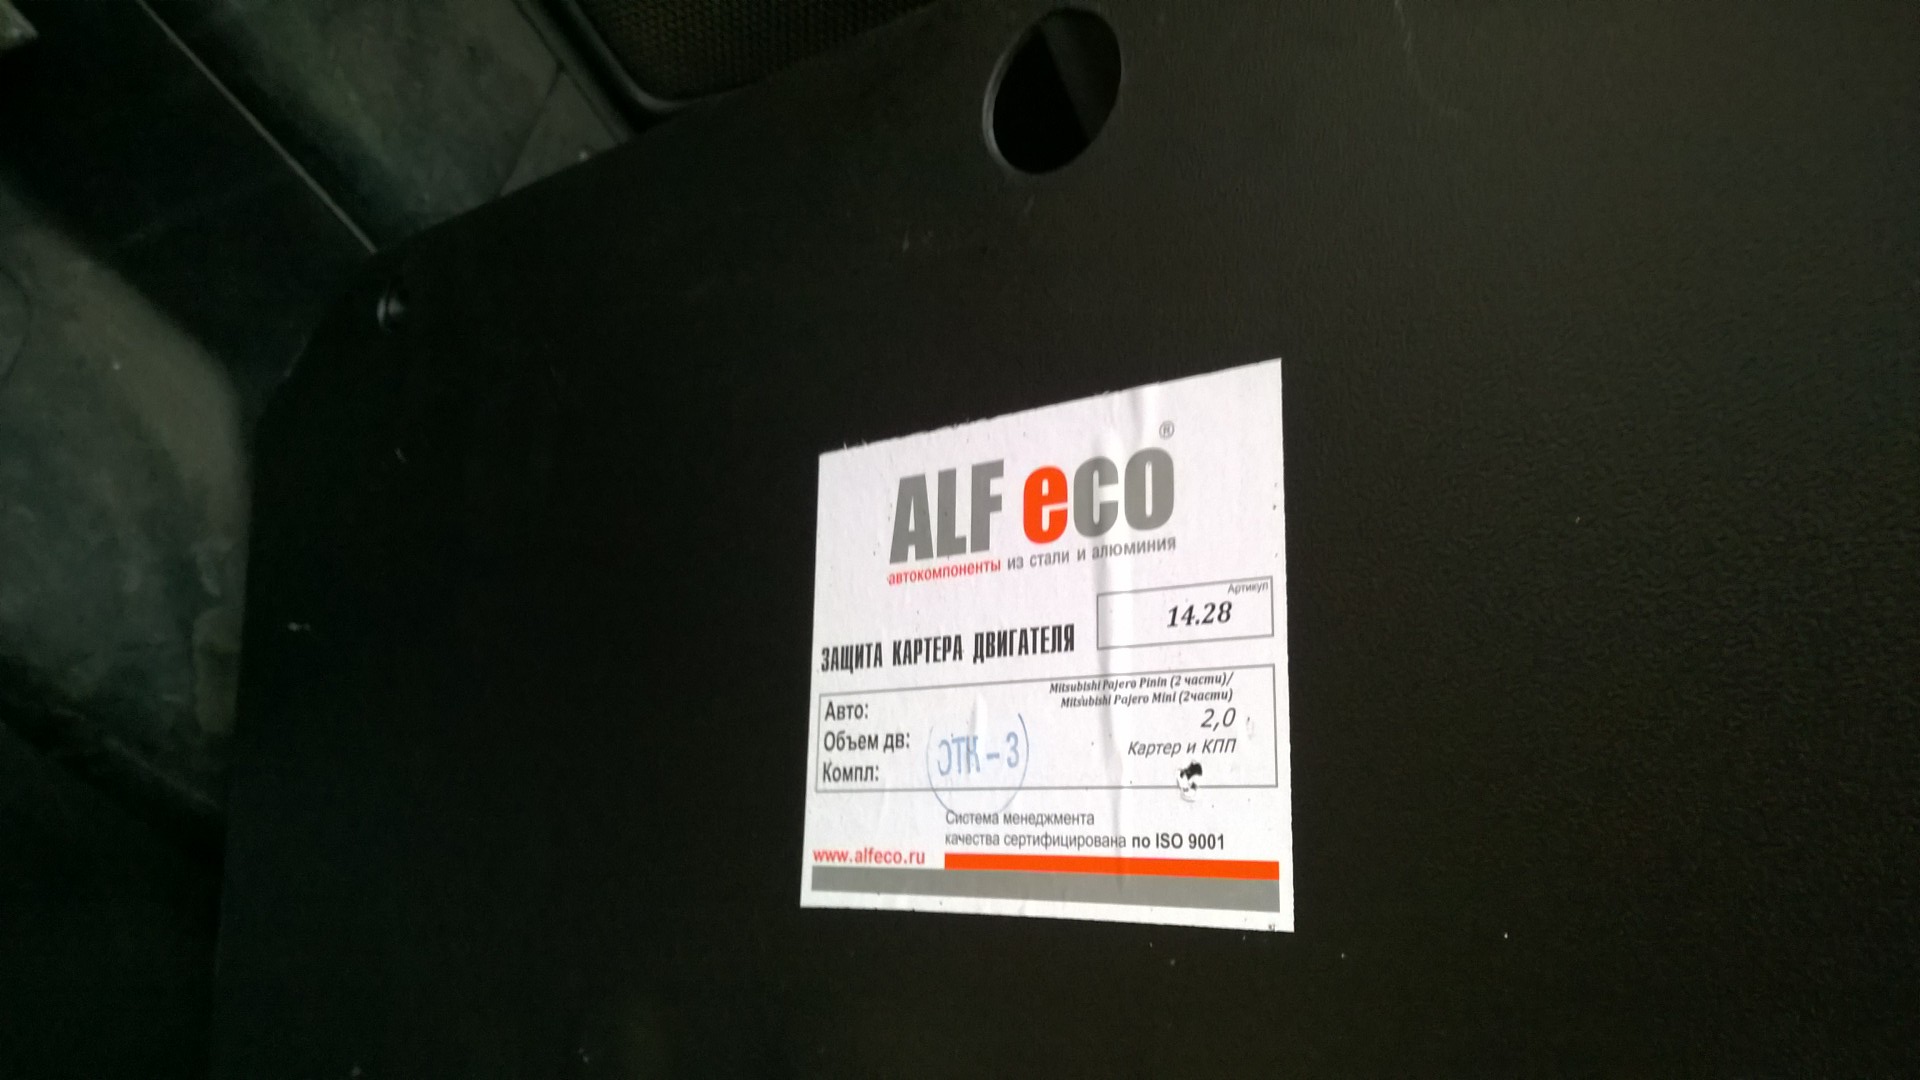 ALF eco ®
автокомпоненты из стали и алюминия
Артикул
14.28
ЗАЩИТА КАРТЕРА ДВИГАТЕЛЯ
Авто: Mitsubishi Pajero Pinin (2 части)/
Mitsubishi Pajero Mini (2части)
Объем дв: 2,0
Компл: Картер и КПП
ОТК – 3
Система менеджмента
качества сертифицирована по ISO 9001
www.alfeco.ru